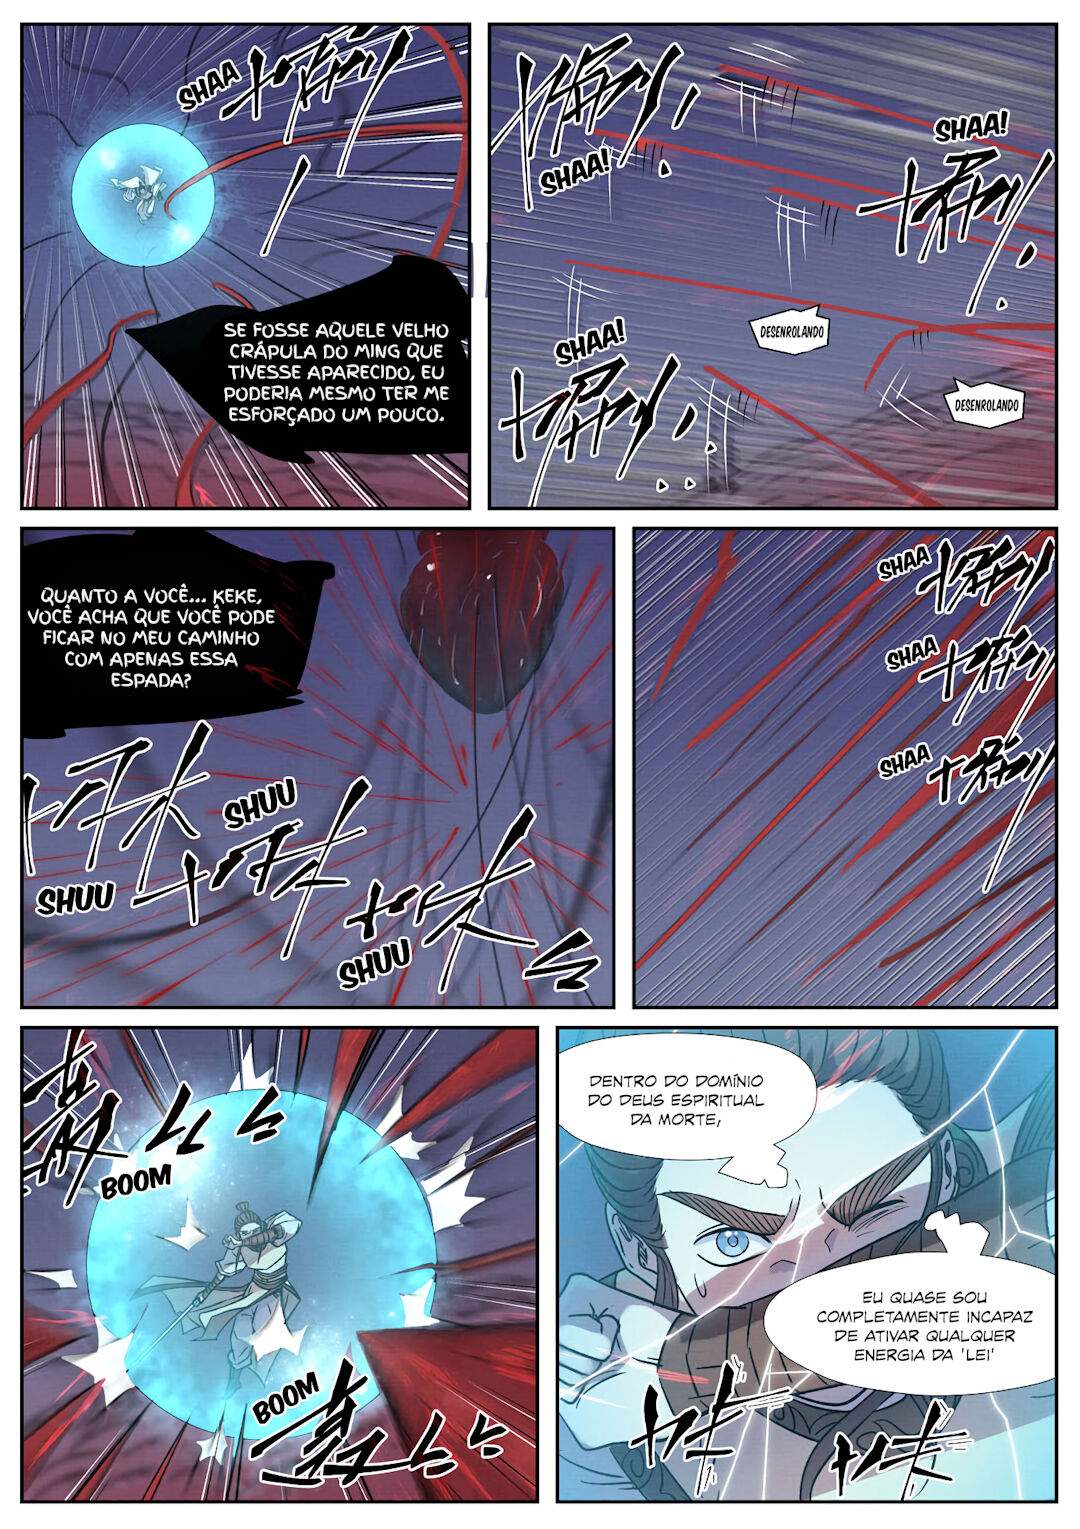 SHAA
SE FOSSE AQUELE VELHO
CRÁPULA DO MING QUE
TIVESSE APARECIDO, EU
PODERIA MESMO TER ME
ESFORÇADO UM POUCO.
SHAA!
SHAA!
SHAA!
DESENROLANDO
DESENROLANDO
QUANTO A VOCÊ... KEKE,
VOCÊ ACHA QUE VOCÊ PODE
FICAR NO MEU CAMINHO
COM APENAS ESSA
ESPADA?
SHUU
SHUU
SHUU
SHAA
SHAA
SHAA
BOOM
BOOM
DENTRO DO DOMÍNIO
DO DEUS ESPIRITUAL
DA MORTE,
EU QUASE SOU
COMPLETAMENTE INCAPAZ
DE ATIVAR QUALQUER
ENERGIA DA 'LEI'